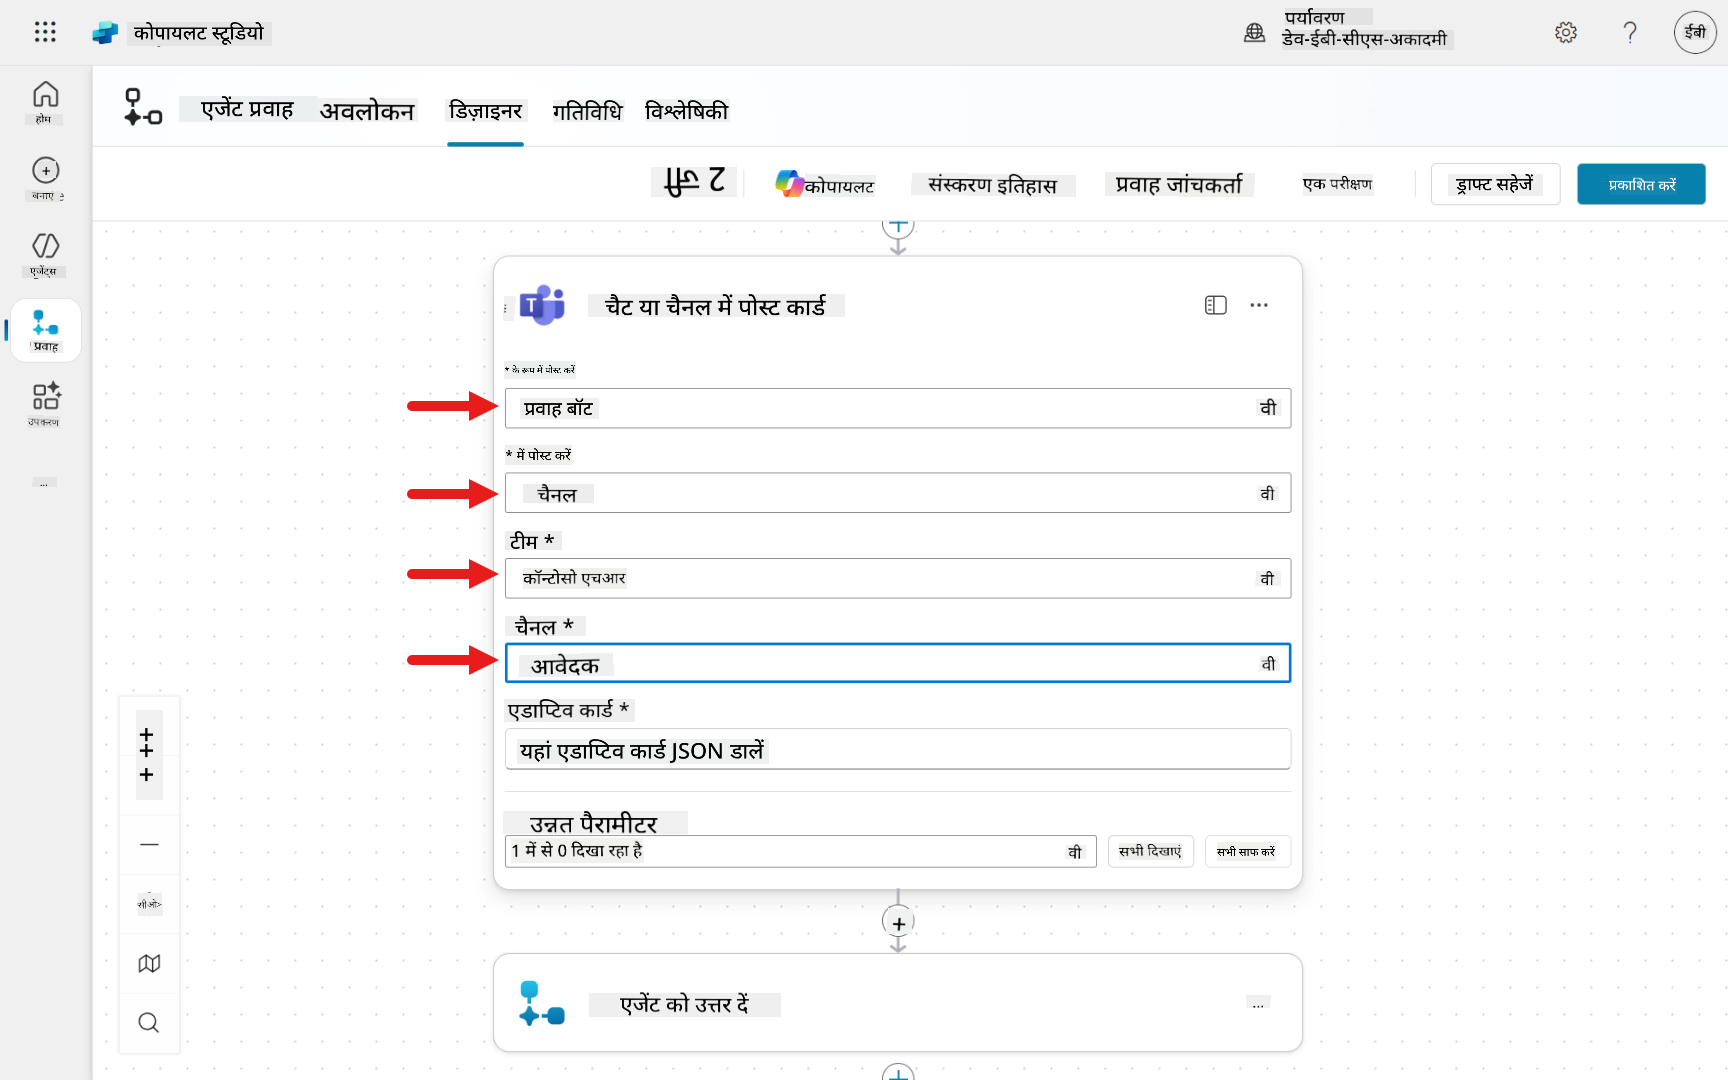 कोपायलट स्टूडियो
पर्यावरण
डेव-ईबी-सीएस-अकादमी
?
ईबी
होम
बनाएं
एजेंट्स
प्रवाह
उपकरण
...
एजेंट प्रवाह अवलोकन डिज़ाइनर गतिविधि विश्लेषिकी
कोपायलट संस्करण इतिहास प्रवाह जांचकर्ता एक परीक्षण ड्राफ्ट सहेजें प्रकाशित करें
T चैट या चैनल में पोस्ट कार्ड
* के रूप में पोस्ट करें
प्रवाह बॉट वी
* में पोस्ट करें
चैनल वी
टीम *
कॉन्टोसो एचआर वी
चैनल *
आवेदक वी
एडाप्टिव कार्ड *
यहां एडाप्टिव कार्ड JSON डालें
उन्नत पैरामीटर
1 में से 0 दिखा रहा है वी सभी दिखाएं सभी साफ करें
सीओ>
एजेंट को उत्तर दें ...